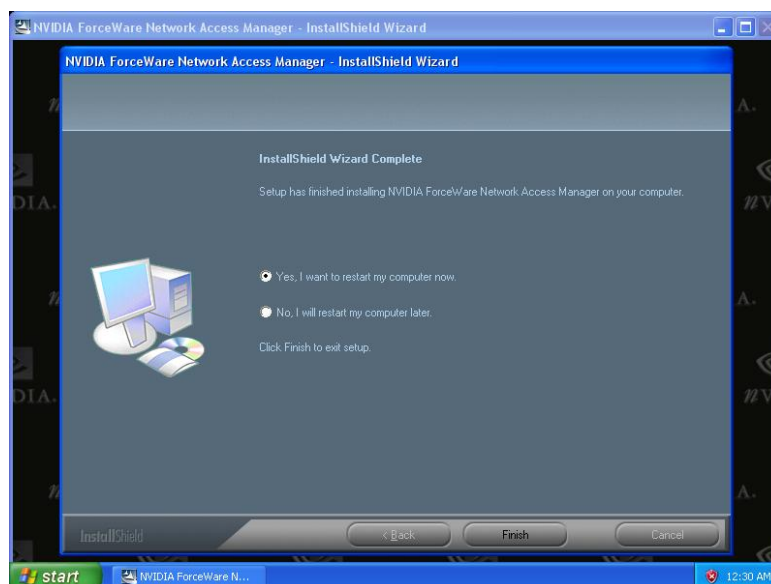 NVIDIA ForceWare Network Access Manager - InstallShield Wizard
NVIDIA ForceWare Network Access Manager - InstallShield Wizard
InstallShield Wizard Complete
Setup has finished installing NVIDIA ForceWare Network Access Manager on your computer.
Yes, I want to restart my computer now.
No, I will restart my computer later.
Click Finish to exit setup.
InstallShield
< Back
Finish
Cancel
start
NVIDIA ForceWare N...
12:30 AM